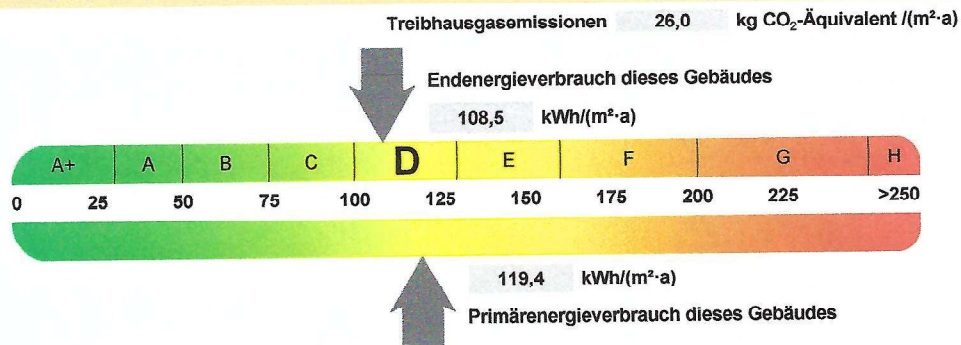 Treibhausgasemissionen 26,0 kg CO₂-Äquivalent /(m²·a)
Endenergieverbrauch dieses Gebäudes
108,5 kWh/(m²·a)
A+ A B C D E F G H
0 25 50 75 100 125 150 175 200 225 >250
119,4 kWh/(m²·a)
Primärenergieverbrauch dieses Gebäudes